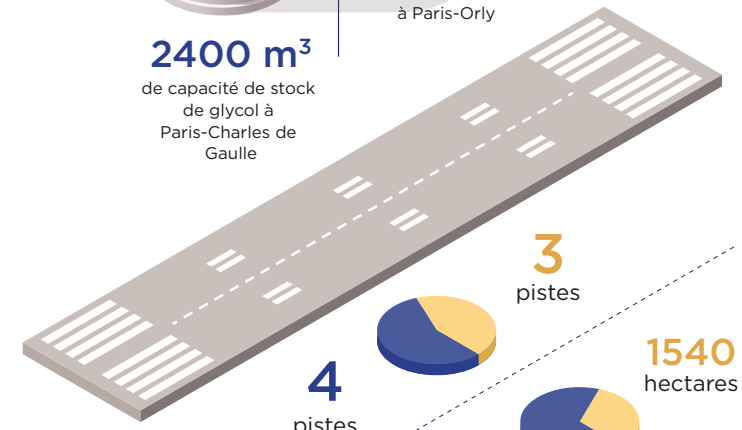 à Paris-Orly
2400 m³
de capacité de stock
de glycol à
Paris-Charles de
Gaulle
3
pistes
4
pistes
1540
hectares